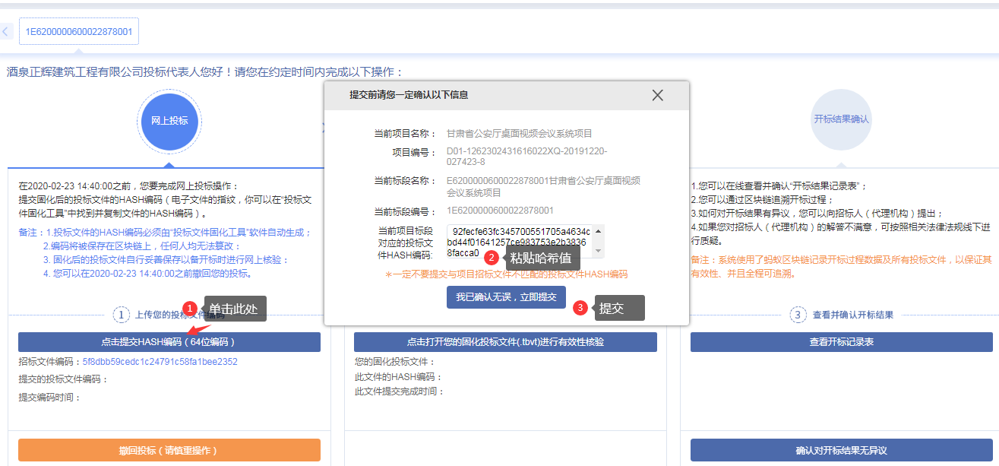 1E6200000600022878001
酒泉正辉建筑工程有限公司投标代表人您好！请您在约定时间内完成以下操作：
网上投标
在2020-02-23 14:40:00之前，您要完成网上投标操作：
提交固化后的投标文件的HASH编码（电子文件的指纹，你可以在“投标文
件固化工具”中找到并复制文件的HASH编码）。
备注：1.投标文件的HASH编码必须由“投标文件固化工具”软件自动生成；
2.编码将被保存在区块链上，任何人均无法篡改：
3. 固化后的投标文件自行妥善保存以备开标时进行网上核验：
4. 您可以在2020-02-23 14:40:00之前撤回您的投标。
1 上传您的投标文件编码
1 单击此处
点击提交HASH编码（64位编码）
招标文件编码：5f8dbb59cedc1c24791c58fa1bee2352
提交的投标文件编码：
提交编码时间：
撤回投标（请慎重操作）
提交前请您一定确认以下信息
当前项目名称： 甘肃省公安厅桌面视频会议系统项目
项目编号： D01-1262302431616022XQ-20191220-
027423-8
当前标段名称： E6200000600022878001甘肃省公安厅桌面视频
会议系统项目
当前标段编号： 1E6200000600022878001
当前项目标段
对应的投标文
件HASH编码:
92fecfe63fc345700551705a4634c
bd44f01641257ce983753e2b3836
8facca0
2 粘贴哈希值
＊一定不要提交与项目招标文件不匹配的投标文件HASH编码
我已确认无误，立即提交
3 提交
点击打开您的固化投标文件(.tbvt)进行有效性核验
您的固化投标文件：
此文件的HASH编码：
此文件提交完成时间：
开标结果确认
1.您可以在线查看并确认“开标结果记录表”；
2.您可以通过区块链追溯开标过程；
3.如何对开标结果有异议，您可以向招标人（代理机构）提出；
4.如果您对招标人（代理机构）的解答不满意，可按照相关法律法规线下进
行质疑。
备注：系统使用了蚂蚁区块链记录开标过程数据及所有投标文件，以保证其
有效性、并且全程可追溯。
3 查看并确认开标结果
查看开标记录表
确认对开标结果无异议